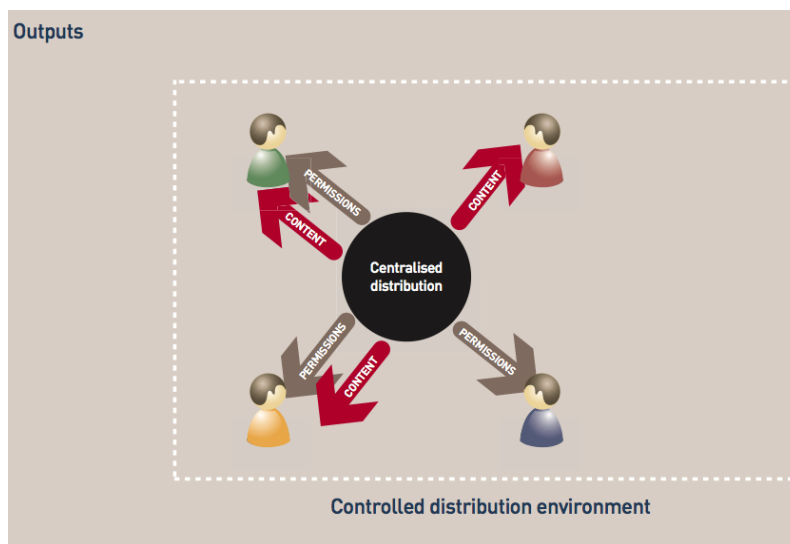 Outputs
PERMISSIONS
CONTENT
CONTENT
Centralised
distribution
PERMISSIONS
CONTENT
PERMISSIONS
Controlled distribution environment